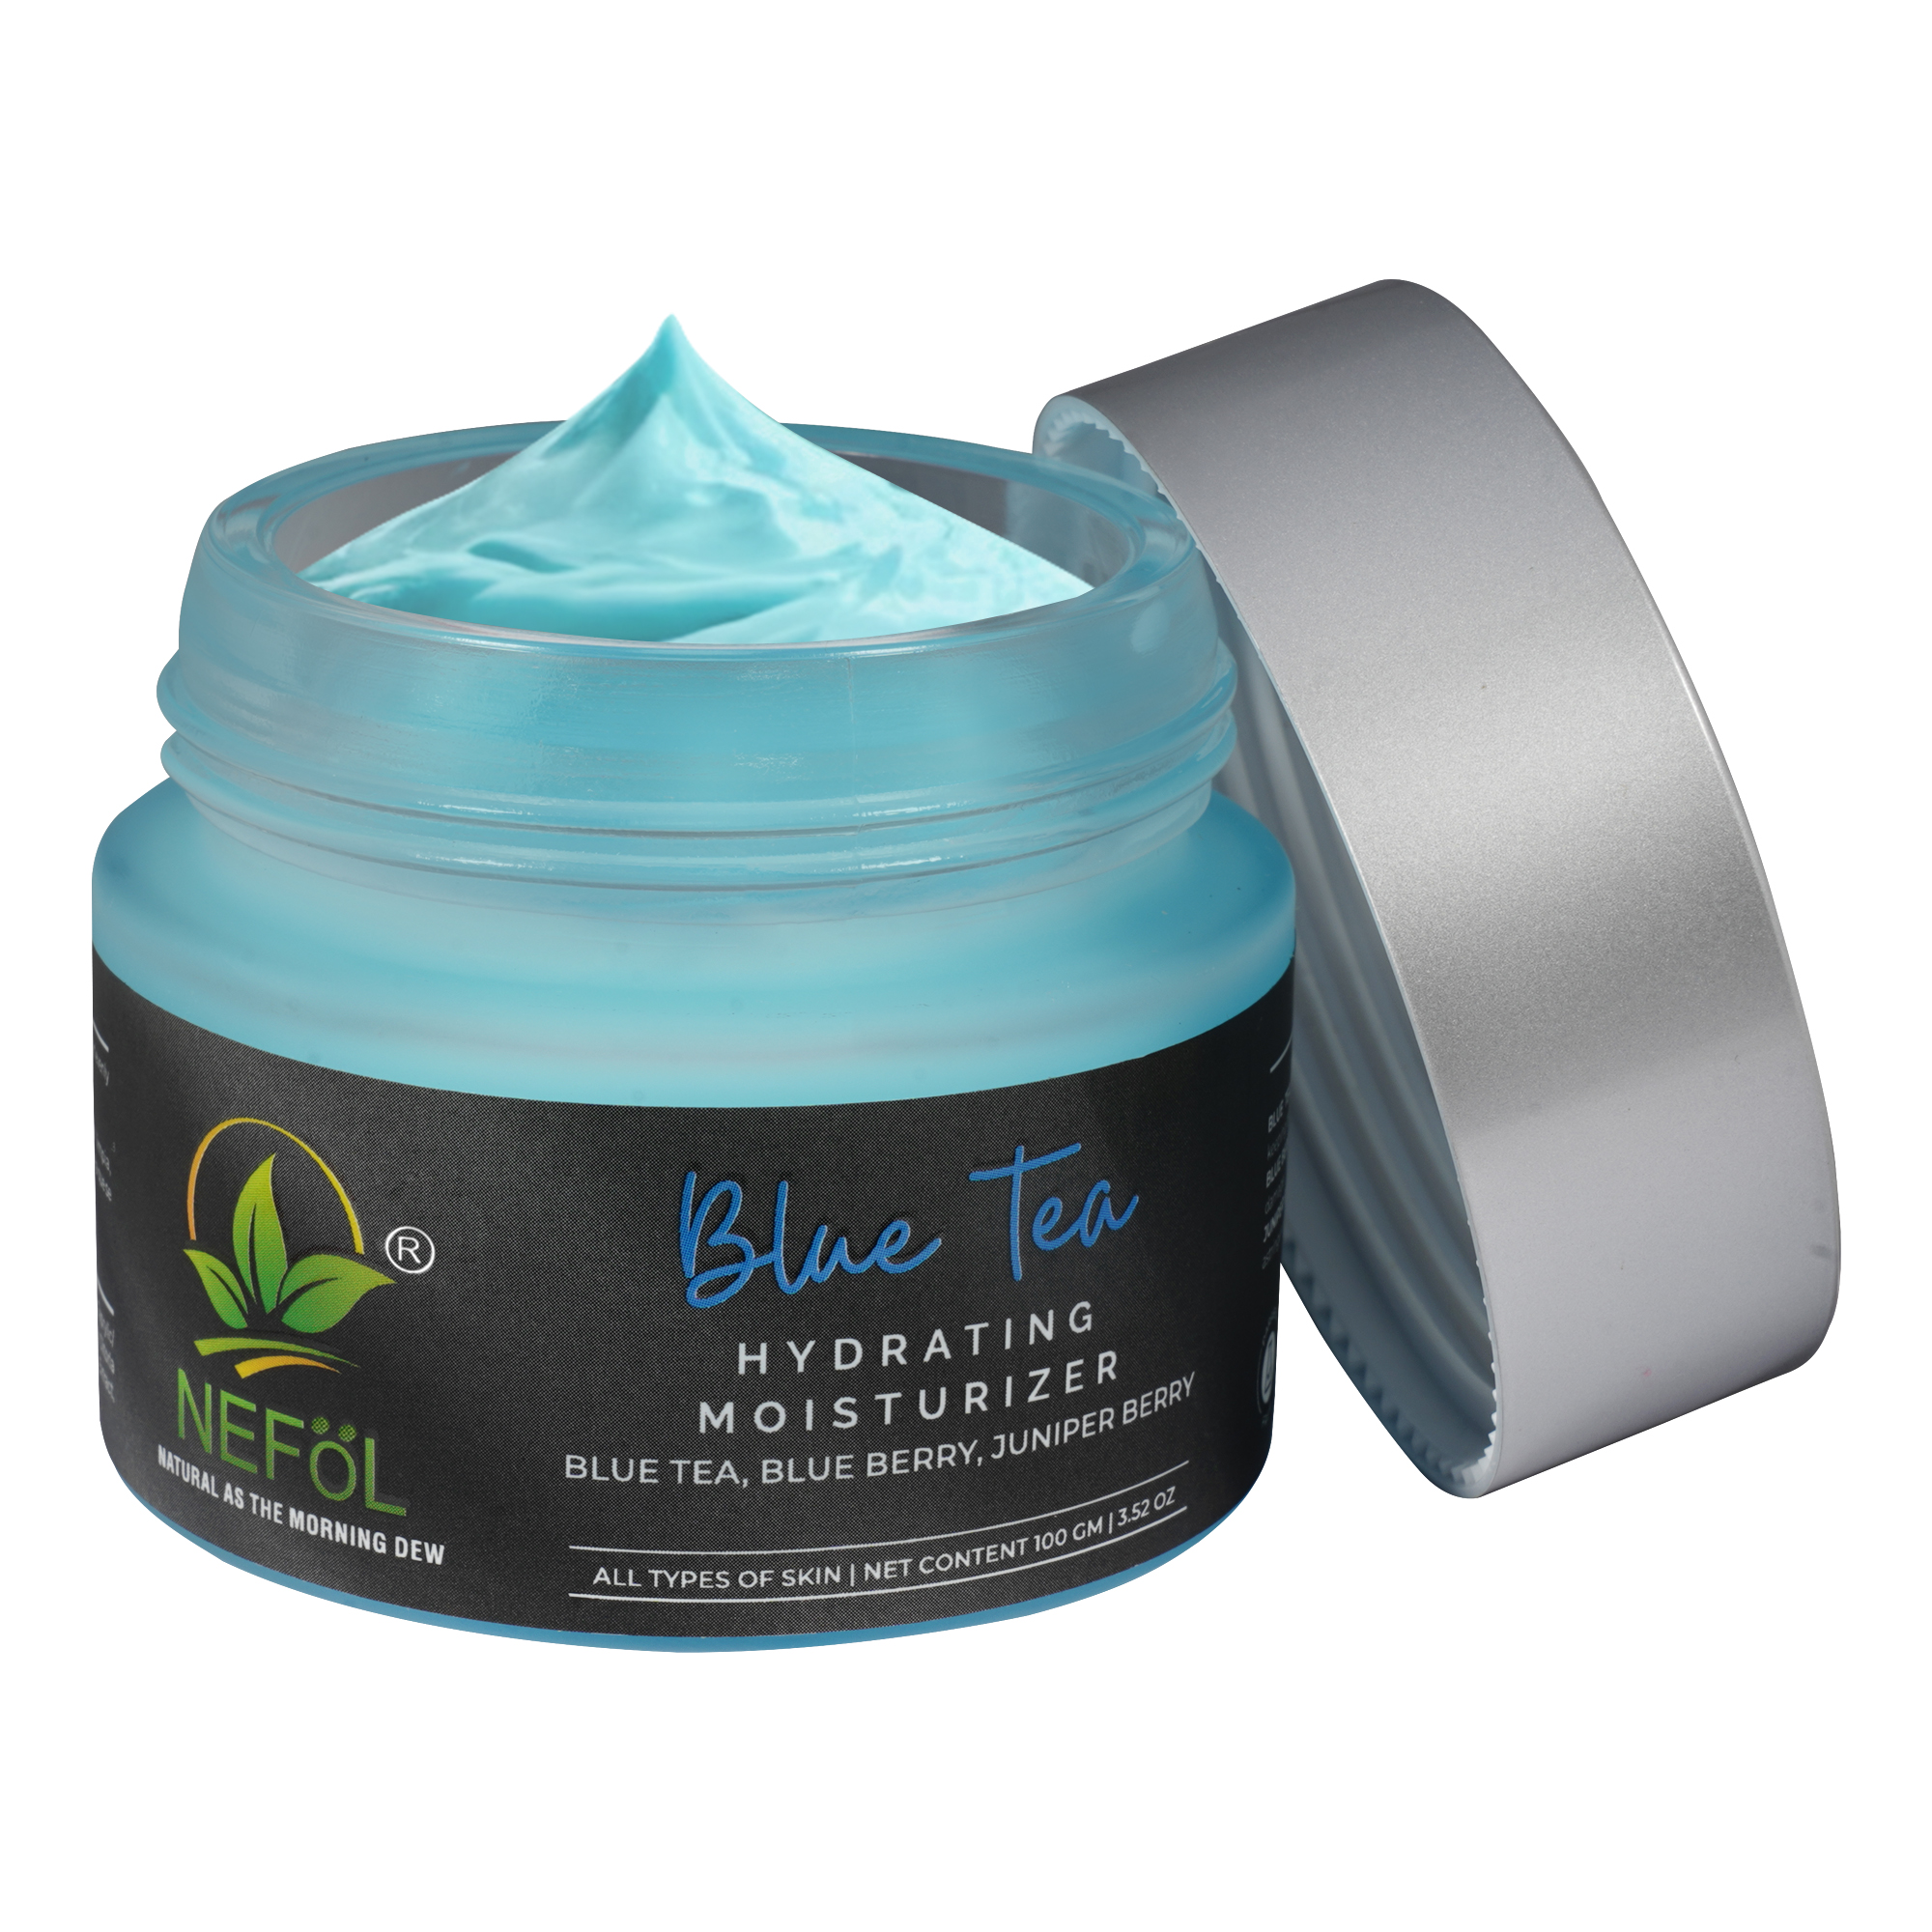 ®
NEFÖL
NATURAL AS THE MORNING DEW
Blue Tea
HYDRATING
MOISTURIZER
BLUE TEA, BLUE BERRY, JUNIPER BERRY
ALL TYPES OF SKIN | NET CONTENT 100 GM | 3.52 OZ